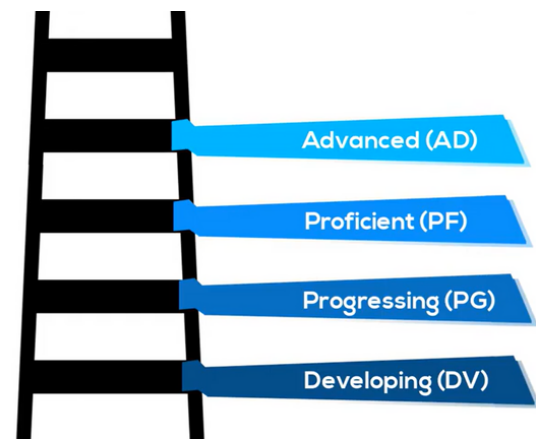 Advanced (AD)
Proficient (PF)
Progressing (PG)
Developing (DV)